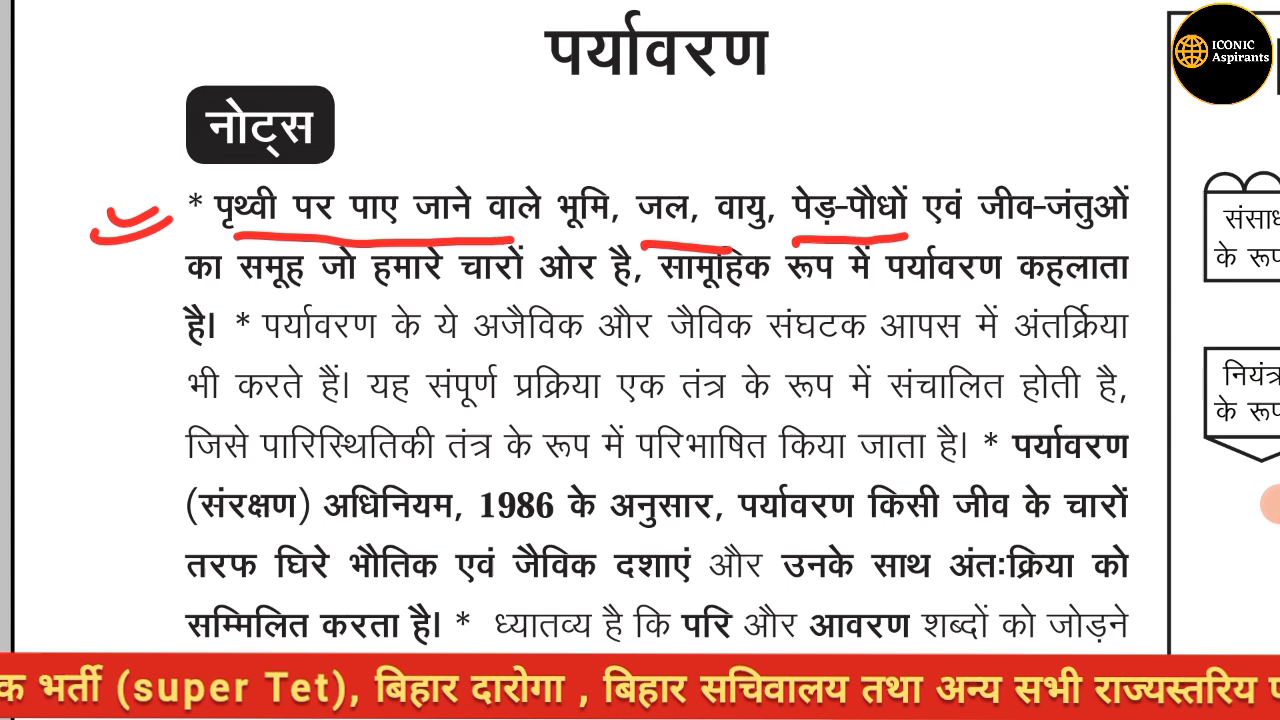 पर्यावरण
ICONIC
Aspirants
नोट्स
* पृथ्वी पर पाए जाने वाले भूमि, जल, वायु, पेड़-पौधों एवं जीव-जंतुओं
का समूह जो हमारे चारों ओर है, सामूहिक रूप में पर्यावरण कहलाता
है। * पर्यावरण के ये अजैविक और जैविक संघटक आपस में अंतर्क्रिया
भी करते हैं। यह संपूर्ण प्रक्रिया एक तंत्र के रूप में संचालित होती है,
जिसे पारिस्थितिकी तंत्र के रूप में परिभाषित किया जाता है। * पर्यावरण
(संरक्षण) अधिनियम, 1986 के अनुसार, पर्यावरण किसी जीव के चारों
तरफ घिरे भौतिक एवं जैविक दशाएं और उनके साथ अंतःक्रिया को
सम्मिलित करता है। * ध्यातव्य है कि परि और आवरण शब्दों को जोड़ने
के रूप
के रूप
क भर्ती (super Tet), बिहार दारोगा , बिहार सचिवालय तथा अन्य सभी राज्यस्तरिय